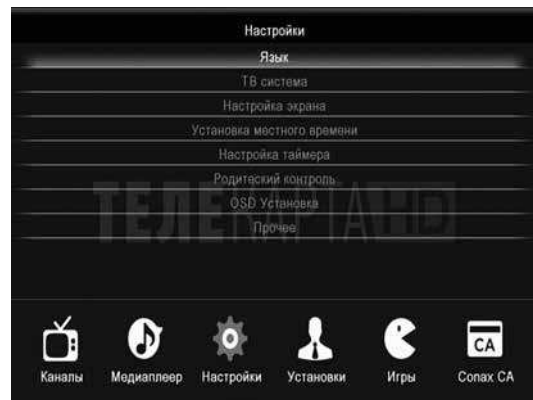 Настройки
Язык
ТВ система
Настройка экрана
Установка местного времени
Настройка таймера
Родитеский контроль
OSD Установка
Прочее
ТЕЛЕКАРТА HD
Каналы Медиаплеер Настройки Установки Игры Conax CA
CA